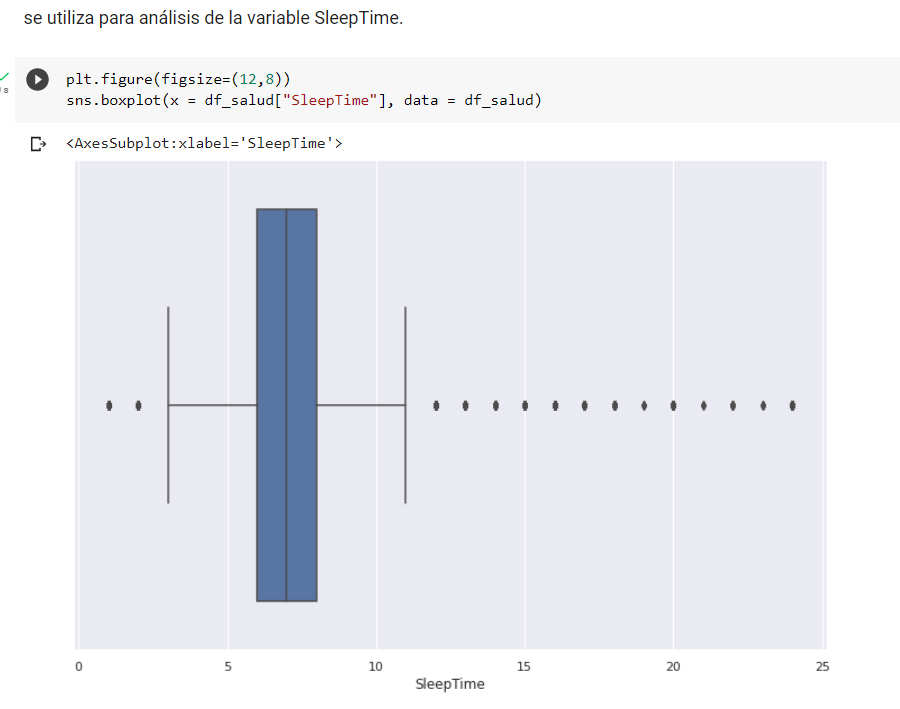 se utiliza para análisis de la variable SleepTime.
s
plt.figure(figsize=(12,8))
sns.boxplot(x = df_salud["SleepTime"], data = df_salud)
<AxesSubplot:xlabel='SleepTime'>
0 5 10 15 20 25
SleepTime